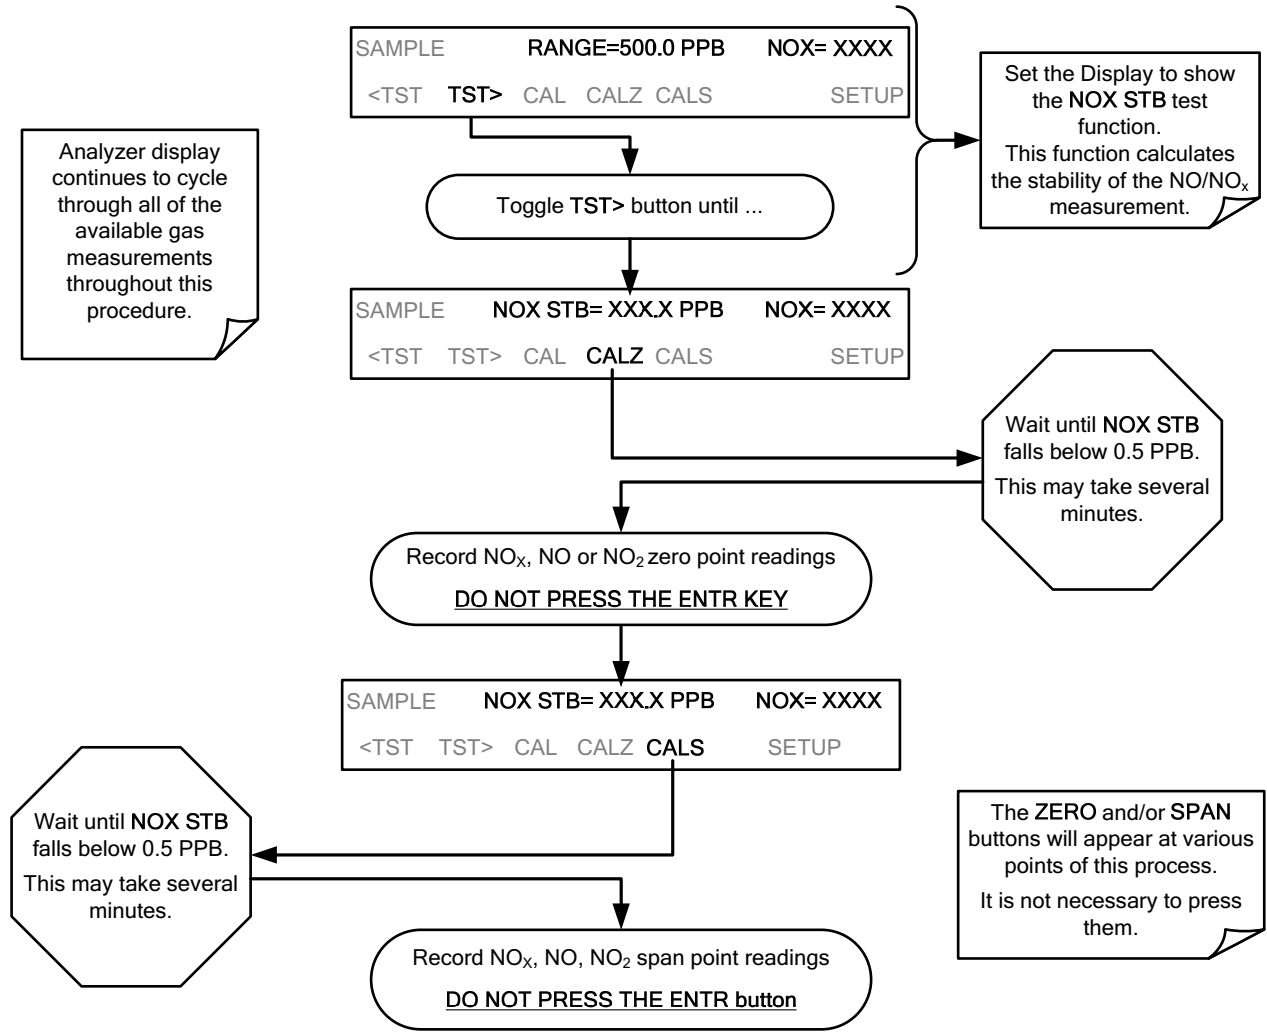 SAMPLE RANGE=500.0 PPB NOX= XXXX
<TST TST> CAL CALZ CALS SETUP
Set the Display to show
the NOX STB test
function.
This function calculates
the stability of the NO/NOx
measurement.
Analyzer display
continues to cycle
through all of the
available gas
measurements
throughout this
procedure.
Toggle TST> button until ...
SAMPLE NOX STB= XXX.X PPB NOX= XXXX
<TST TST> CAL CALZ CALS SETUP
Wait until NOX STB
falls below 0.5 PPB.
This may take several
minutes.
Record NOX, NO or NO2 zero point readings
DO NOT PRESS THE ENTR KEY
SAMPLE NOX STB= XXX.X PPB NOX= XXXX
<TST TST> CAL CALZ CALS SETUP
Wait until NOX STB
falls below 0.5 PPB.
This may take several
minutes.
The ZERO and/or SPAN
buttons will appear at various
points of this process.
It is not necessary to press
them.
Record NOX, NO, NO2 span point readings
DO NOT PRESS THE ENTR button